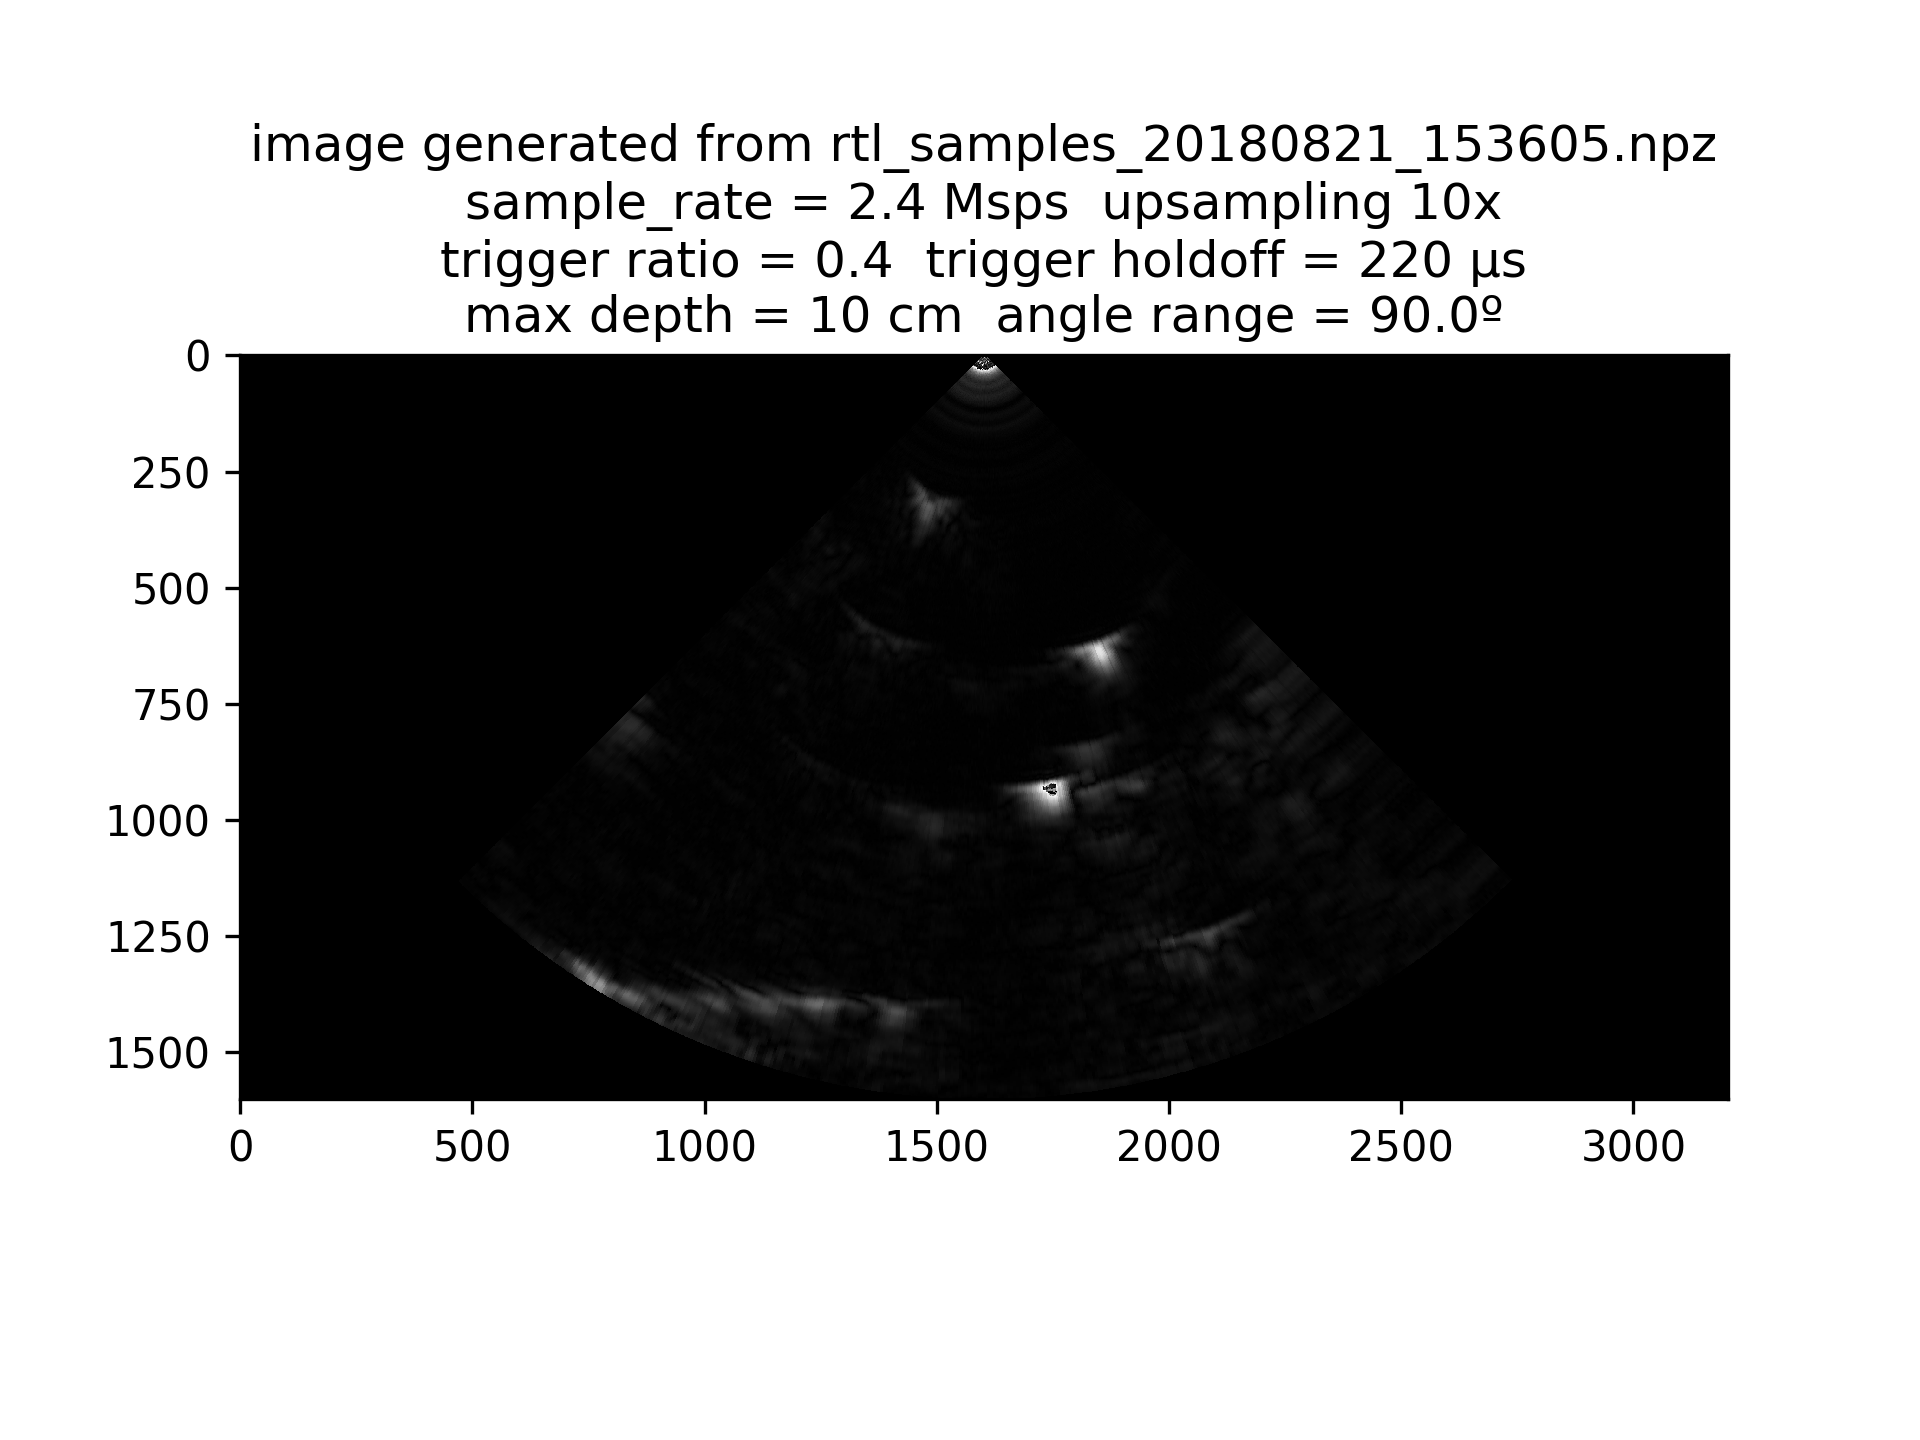 image generated from rtl_samples_20180821_153605.npz
sample_rate = 2.4 Msps  upsampling 10x
trigger ratio = 0.4  trigger holdoff = 220 µs
max depth = 10 cm  angle range = 90.0º
0
250
500
750
1000
1250
1500
0 500 1000 1500 2000 2500 3000